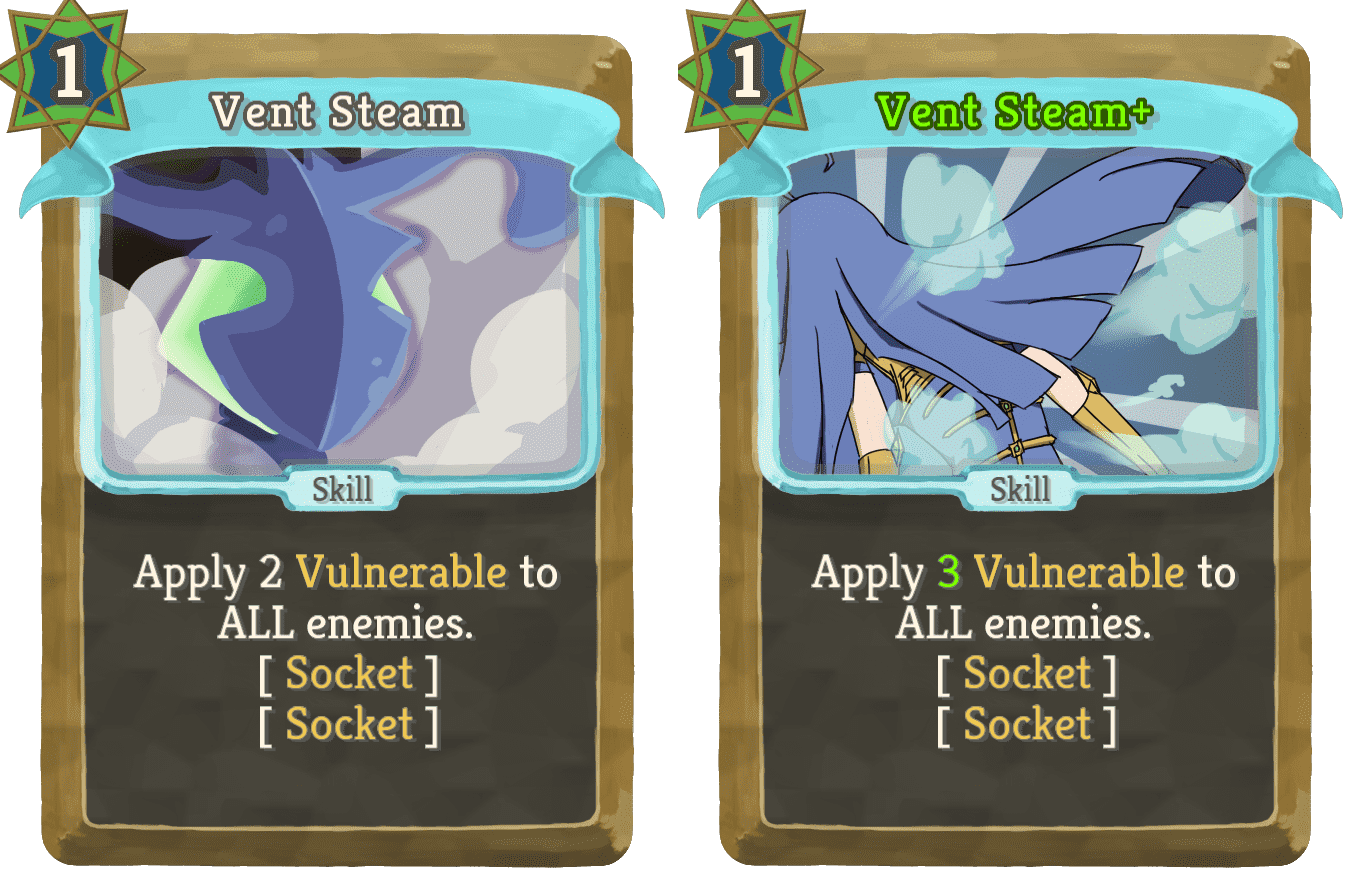 1
Vent Steam
Skill
Apply 2 Vulnerable to
ALL enemies.
[ Socket ]
[ Socket ]
1
Vent Steam+
Skill
Apply 3 Vulnerable to
ALL enemies.
[ Socket ]
[ Socket ]